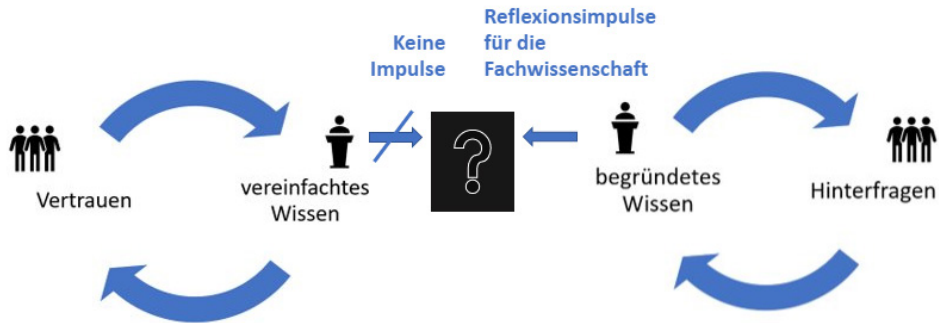 Keine
Impulse
Reflexionsimpulse
für die
Fachwissenschaft
?
Vertrauen
vereinfachtes
Wissen
begründetes
Wissen
Hinterfragen